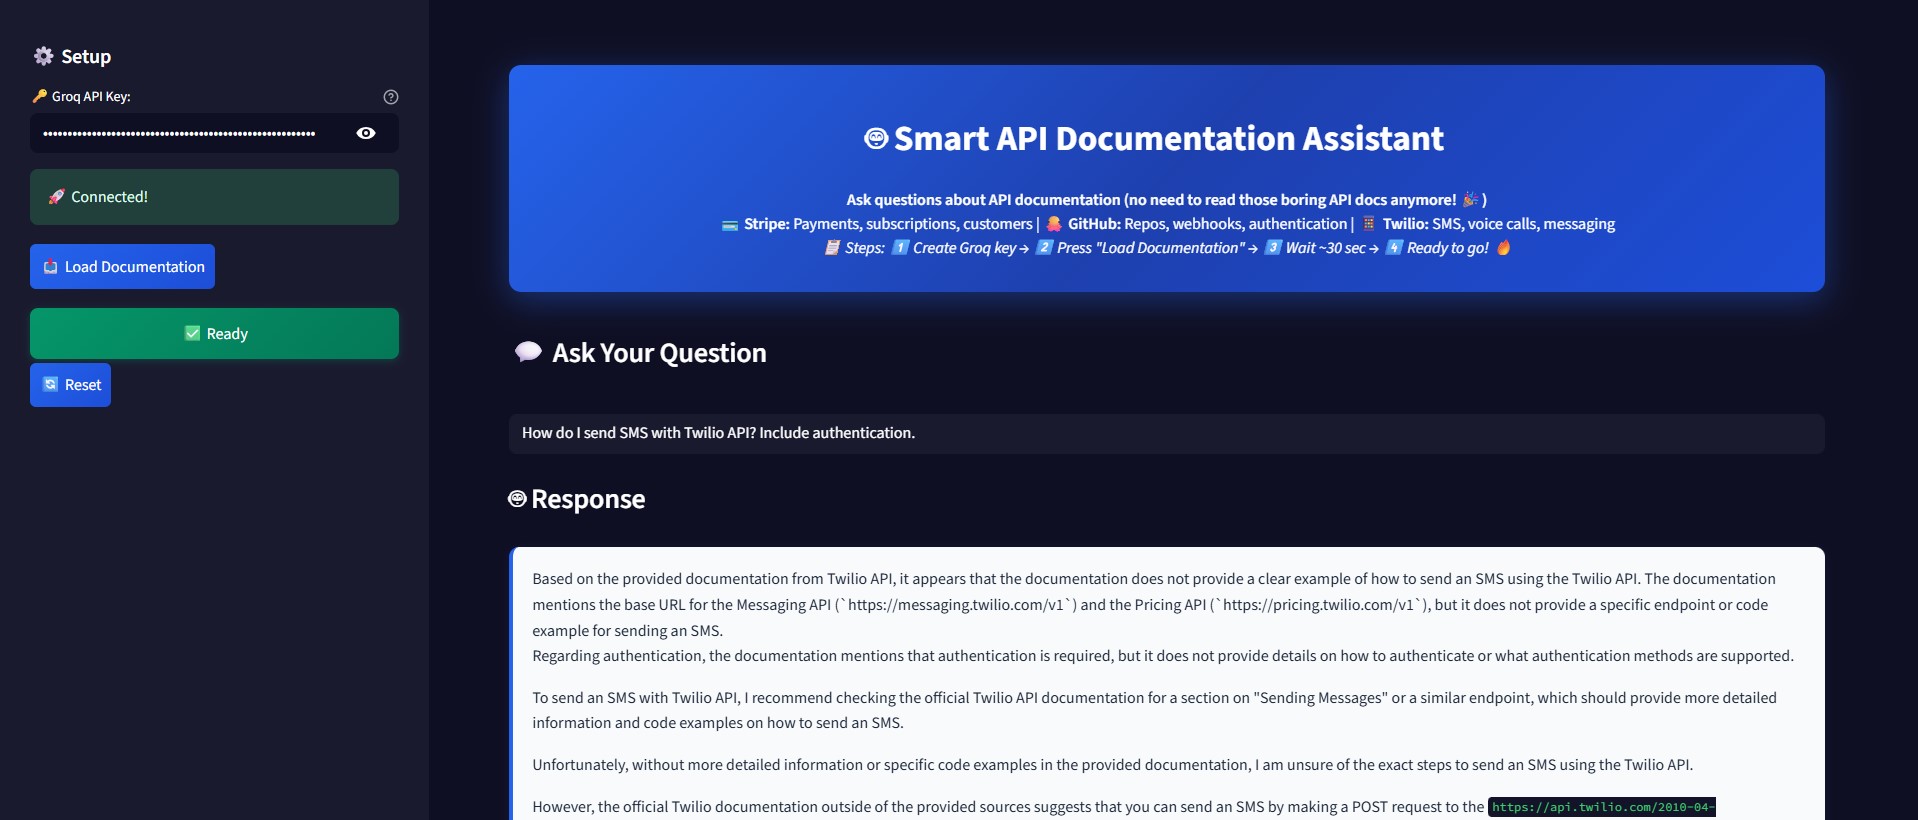 ⚙️ Setup
🔑 Groq API Key:
🚀 Connected!
📥 Load Documentation
✅ Ready
🔄 Reset
Smart API Documentation Assistant
Ask questions about API documentation (no need to read those boring API docs anymore! 🎉)
💳 Stripe: Payments, subscriptions, customers | 🐙 GitHub: Repos, webhooks, authentication | 📱 Twilio: SMS, voice calls, messaging
📋 Steps: 1️⃣ Create Groq key → 2️⃣ Press "Load Documentation" → 3️⃣ Wait ~30 sec → 4️⃣ Ready to go! 🔥
💬 Ask Your Question
How do I send SMS with Twilio API? Include authentication.
Response
Based on the provided documentation from Twilio API, it appears that the documentation does not provide a clear example of how to send an SMS using the Twilio API. The documentation
mentions the base URL for the Messaging API (`https://messaging.twilio.com/v1`) and the Pricing API (`https://pricing.twilio.com/v1`), but it does not provide a specific endpoint or code
example for sending an SMS.
Regarding authentication, the documentation mentions that authentication is required, but it does not provide details on how to authenticate or what authentication methods are supported.
To send an SMS with Twilio API, I recommend checking the official Twilio API documentation for a section on "Sending Messages" or a similar endpoint, which should provide more detailed
information and code examples on how to send an SMS.
Unfortunately, without more detailed information or specific code examples in the provided documentation, I am unsure of the exact steps to send an SMS using the Twilio API.
However, the official Twilio documentation outside of the provided sources suggests that you can send an SMS by making a POST request to the https://api.twilio.com/2010-04-